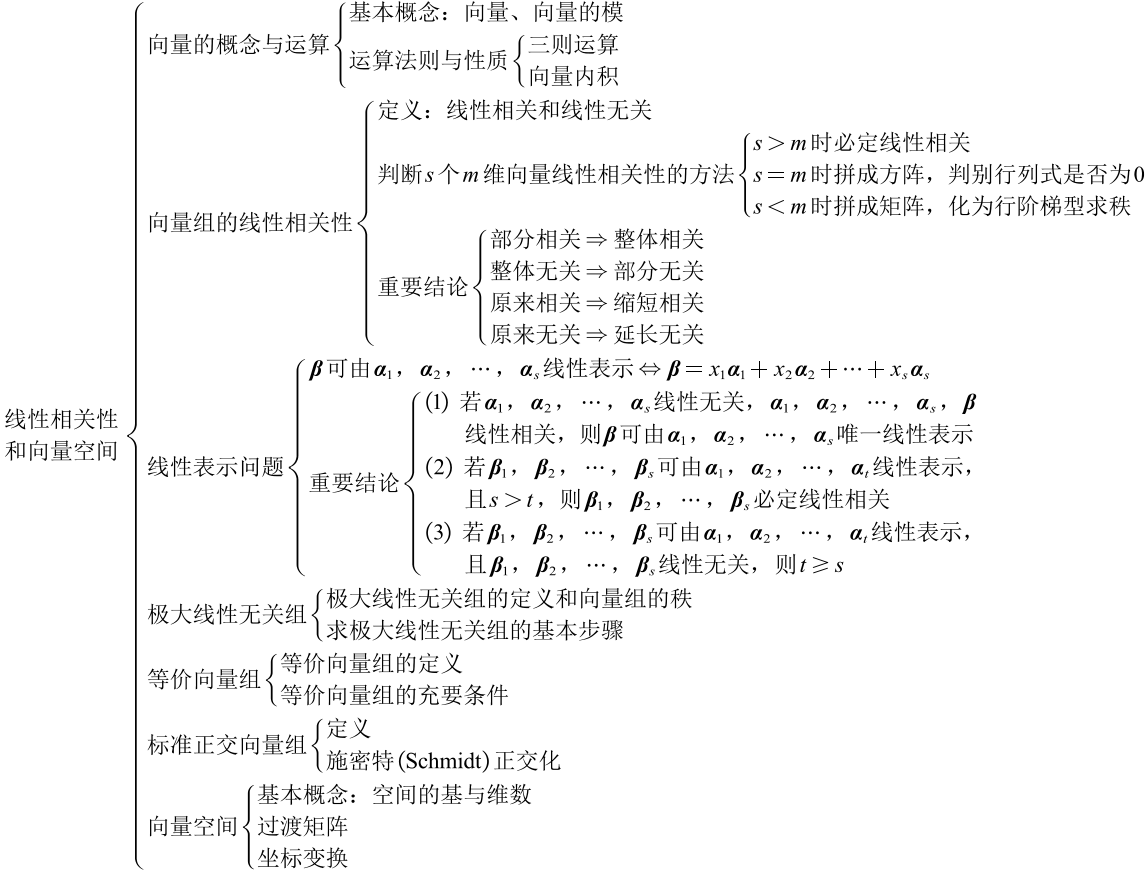 线性相关性
和向量空间
向量的概念与运算
基本概念：向量、向量的模
运算法则与性质
三则运算
向量内积
向量组的线性相关性
定义：线性相关和线性无关
判断s个m维向量线性相关性的方法
s>m时必定线性相关
s=m时拼成方阵，判别行列式是否为0
s<m时拼成矩阵，化为行阶梯型求秩
重要结论
部分相关⇒整体相关
整体无关⇒部分无关
原来相关⇒缩短相关
原来无关⇒延长无关
线性表示问题
β可由α₁，α₂，⋯，αₛ线性表示⇔β=x₁α₁+x₂α₂+⋯+xₛαₛ
重要结论
(1) 若α₁，α₂，⋯，αₛ线性无关，α₁，α₂，⋯，αₛ，β
线性相关，则β可由α₁，α₂，⋯，αₛ唯一线性表示
(2) 若β₁，β₂，⋯，βₛ可由α₁，α₂，⋯，αₜ线性表示，
且s>t，则β₁，β₂，⋯，βₛ必定线性相关
(3) 若β₁，β₂，⋯，βₛ可由α₁，α₂，⋯，αₜ线性表示，
且β₁，β₂，⋯，βₛ线性无关，则t≥s
极大线性无关组
极大线性无关组的定义和向量组的秩
求极大线性无关组的基本步骤
等价向量组
等价向量组的定义
等价向量组的充要条件
标准正交向量组
定义
施密特(Schmidt)正交化
向量空间
基本概念：空间的基与维数
过渡矩阵
坐标变换